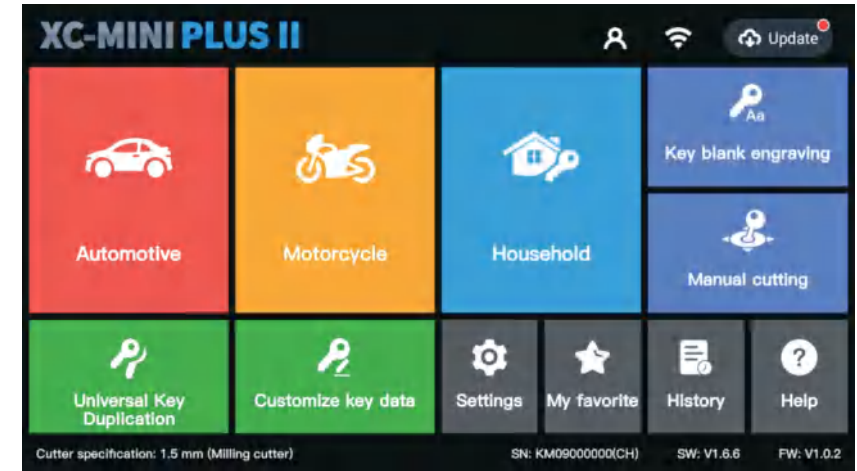 XC-MINI PLUS II
Update
Aa
Key blank engraving
Automotive
Motorcycle
Household
Manual cutting
Universal Key
Duplication
Customize key data
Settings
My favorite
History
?
Help
Cutter specification: 1.5 mm (Milling cutter)
SN: KM09000000(CH)
SW: V1.6.6
FW: V1.0.2